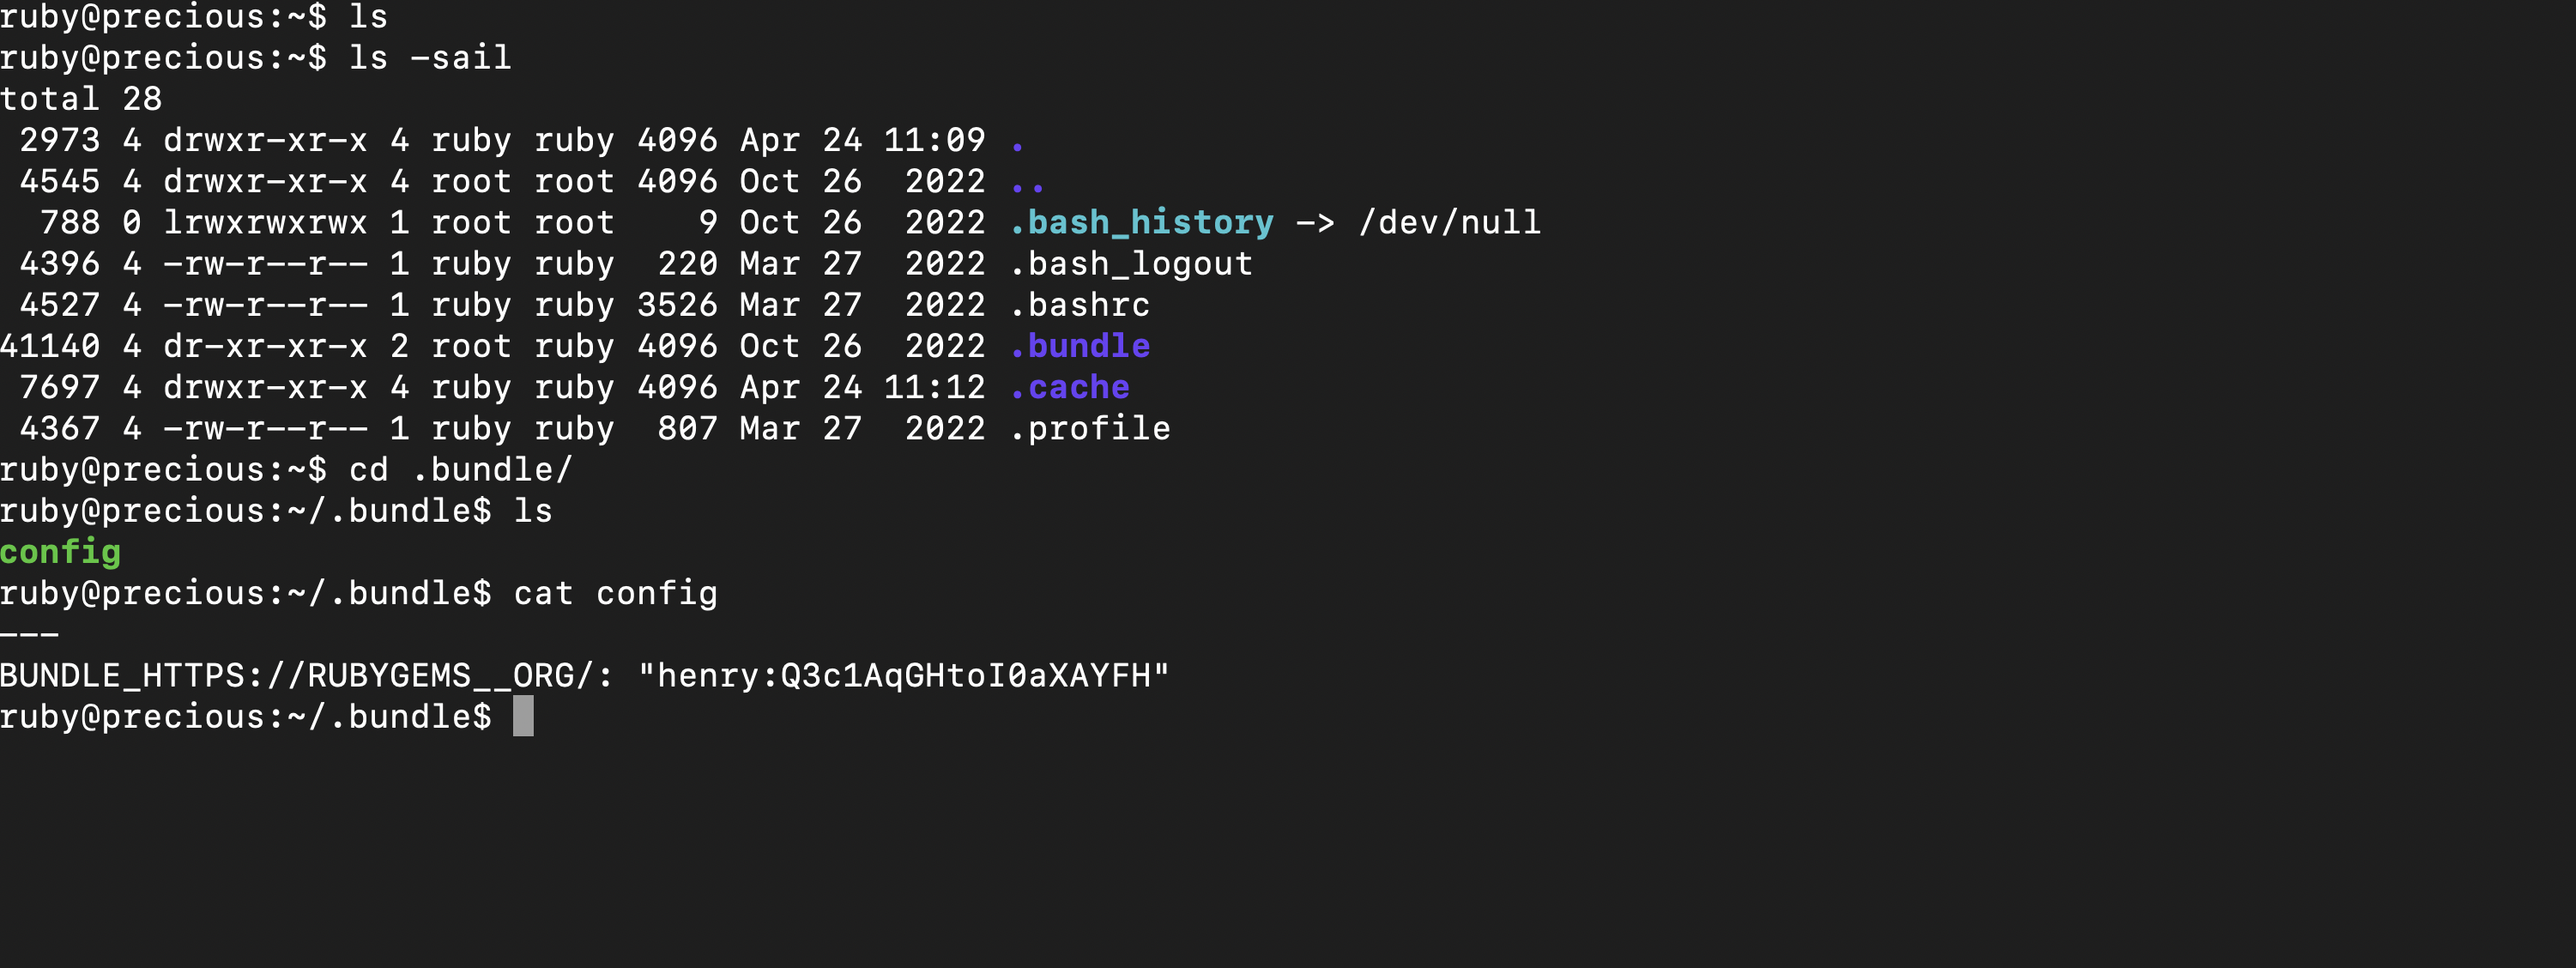 ruby@precious:~$ ls
ruby@precious:~$ ls -sail
total 28
 2973 4 drwxr-xr-x 4 ruby ruby 4096 Apr 24 11:09 .
 4545 4 drwxr-xr-x 4 root root 4096 Oct 26  2022 ..
  788 0 lrwxrwxrwx 1 root root    9 Oct 26  2022 .bash_history -> /dev/null
 4396 4 -rw-r--r-- 1 ruby ruby  220 Mar 27  2022 .bash_logout
 4527 4 -rw-r--r-- 1 ruby ruby 3526 Mar 27  2022 .bashrc
41140 4 dr-xr-xr-x 2 root ruby 4096 Oct 26  2022 .bundle
 7697 4 drwxr-xr-x 4 ruby ruby 4096 Apr 24 11:12 .cache
 4367 4 -rw-r--r-- 1 ruby ruby  807 Mar 27  2022 .profile
ruby@precious:~$ cd .bundle/
ruby@precious:~/.bundle$ ls
config
ruby@precious:~/.bundle$ cat config
---
BUNDLE_HTTPS://RUBYGEMS__ORG/: "henry:Q3c1AqGHtoI0aXAYFH"
ruby@precious:~/.bundle$